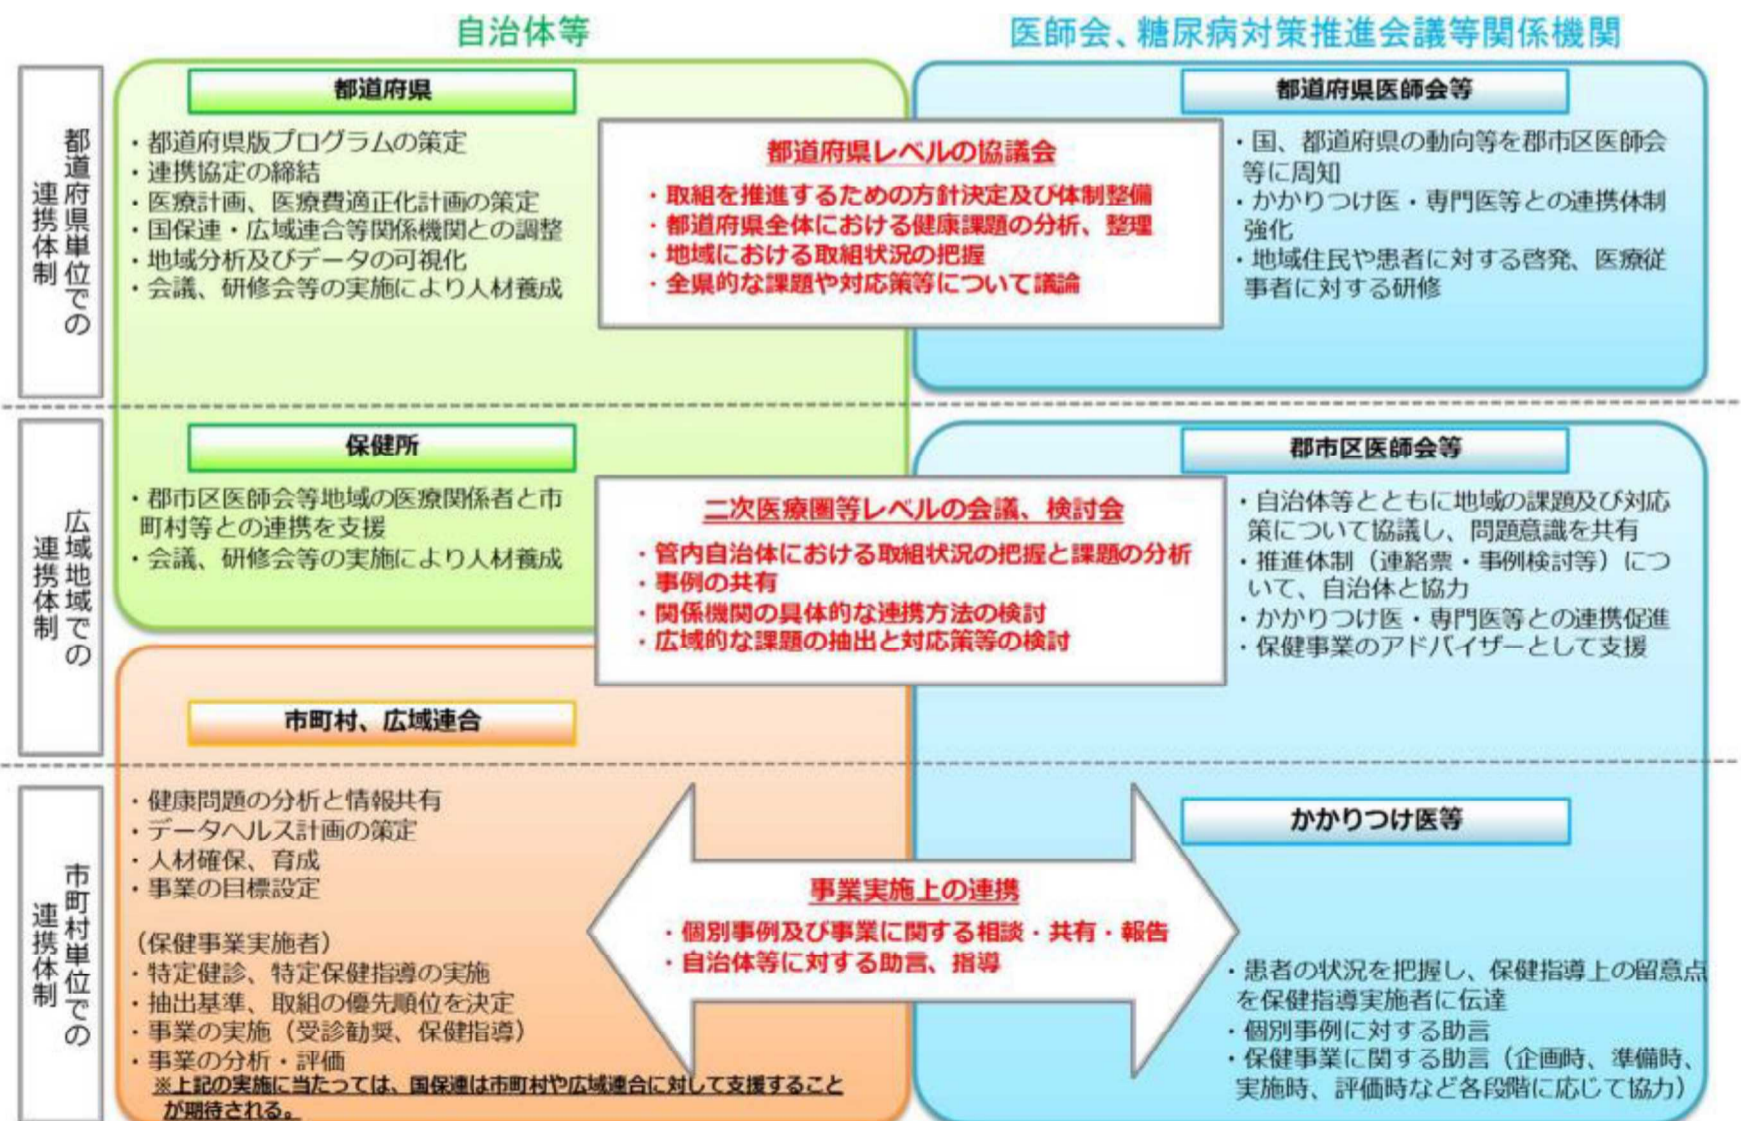 自治体等
医師会、糖尿病対策推進会議等関係機関
都道府県単位での
連携体制
都道府県
・都道府県版プログラムの策定
・連携協定の締結
・医療計画、医療費適正化計画の策定
・国保連・広域連合等関係機関との調整
・地域分析及びデータの可視化
・会議、研修会等の実施により人材養成
都道府県レベルの協議会
・取組を推進するための方針決定及び体制整備
・都道府県全体における健康課題の分析、整理
・地域における取組状況の把握
・全県的な課題や対応策等について議論
都道府県医師会等
・国、都道府県の動向等を郡市区医師会
等に周知
・かかりつけ医・専門医等との連携体制
強化
・地域住民や患者に対する啓発、医療従
事者に対する研修
広域地域での
連携体制
保健所
・郡市区医師会等地域の医療関係者と市
町村等との連携を支援
・会議、研修会等の実施により人材養成
二次医療圏等レベルの会議、検討会
・管内自治体における取組状況の把握と課題の分析
・事例の共有
・関係機関の具体的な連携方法の検討
・広域的な課題の抽出と対応策等の検討
郡市区医師会等
・自治体等とともに地域の課題及び対応
策について協議し、問題意識を共有
・推進体制（連絡票・事例検討等）につ
いて、自治体と協力
・かかりつけ医・専門医等との連携促進
・保健事業のアドバイザーとして支援
市町村、広域連合
市町村単位での
連携体制
・健康問題の分析と情報共有
・データヘルス計画の策定
・人材確保、育成
・事業の目標設定
（保健事業実施者）
・特定健診、特定保健指導の実施
・抽出基準、取組の優先順位を決定
・事業の実施（受診勧奨、保健指導）
・事業の分析・評価
※上記の実施に当たっては、国保連は市町村や広域連合に対して支援すること
が期待される。
事業実施上の連携
・個別事例及び事業に関する相談・共有・報告
・自治体等に対する助言、指導
かかりつけ医等
・患者の状況を把握し、保健指導上の留意点
を保健指導実施者に伝達
・個別事例に対する助言
・保健事業に関する助言（企画時、準備時、
実施時、評価時など各段階に応じて協力）